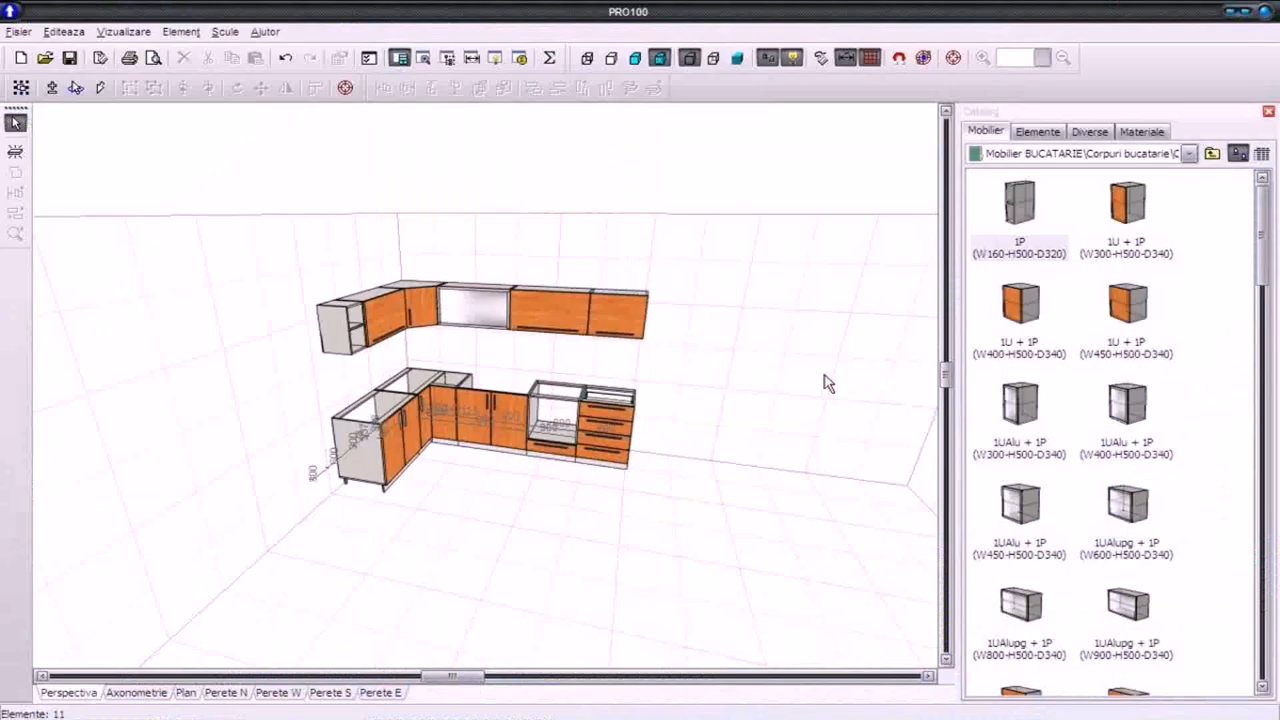 PRO100
Fisier Editeaza Vizualizare Element Scule Ajutor
Catalog
Mobilier Elemente Diverse Materiale
Mobilier BUCATARIE\Corpuri bucatarie\C
1P
(W160-H500-D320)
1U + 1P
(W300-H500-D340)
1U + 1P
(W400-H500-D340)
1U + 1P
(W450-H500-D340)
1UAlu + 1P
(W300-H500-D340)
1UAlu + 1P
(W400-H500-D340)
1UAlu + 1P
(W450-H500-D340)
1UAlupg + 1P
(W600-H500-D340)
1UAlupg + 1P
(W800-H500-D340)
1UAlupg + 1P
(W900-H500-D340)
Perspectiva Axonometrie Plan Perete N Perete W Perete S Perete E
Elemente: 11